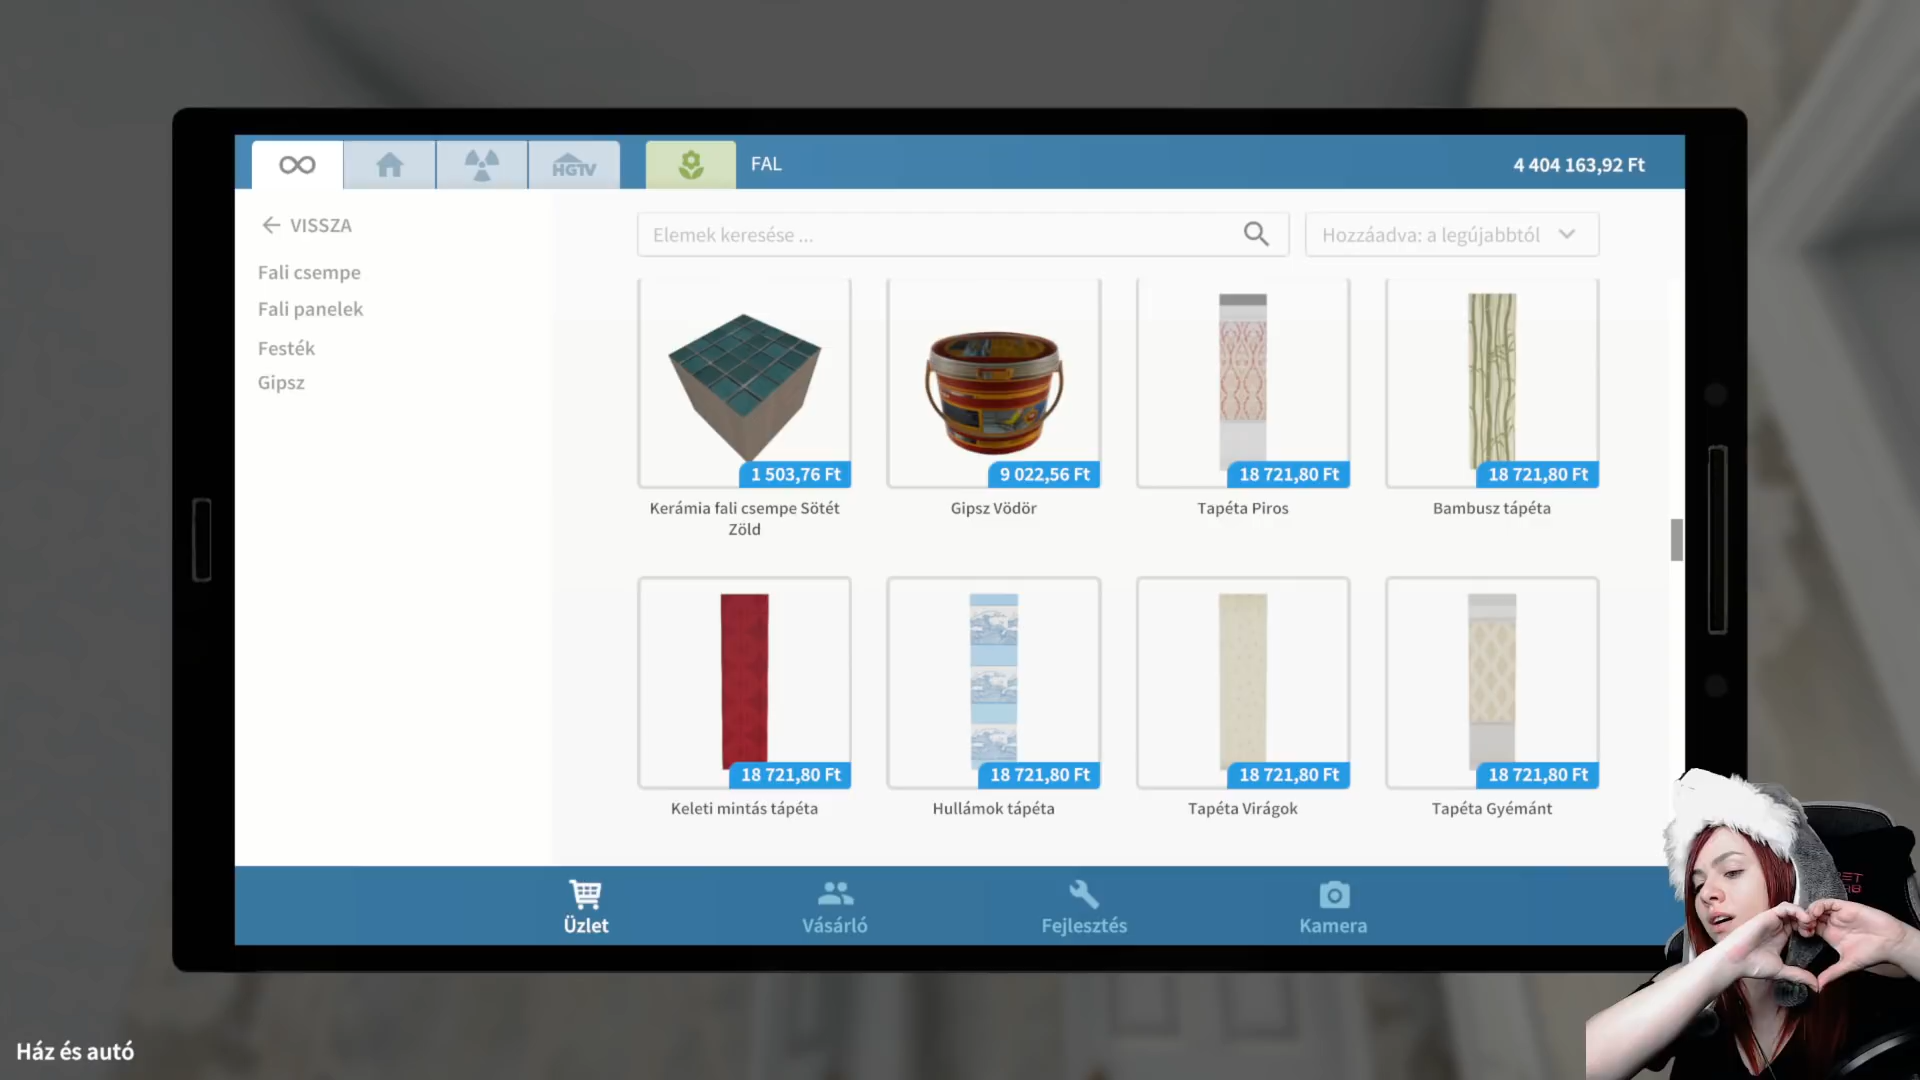 HGTV
FAL
4 404 163,92 Ft
VISSZA
Elemek keresése ...
Hozzáadva: a legújabbtól
Fali csempe
Fali panelek
Festék
Gipsz
1 503,76 Ft
9 022,56 Ft
18 721,80 Ft
18 721,80 Ft
Kerámia fali csempe Sötét
Zöld
Gipsz Vödör
Tapéta Piros
Bambusz tápéta
18 721,80 Ft
18 721,80 Ft
18 721,80 Ft
18 721,80 Ft
Keleti mintás tápéta
Hullámok tápéta
Tapéta Virágok
Tapéta Gyémánt
Üzlet
Vásárló
Fejlesztés
Kamera
Ház és autó